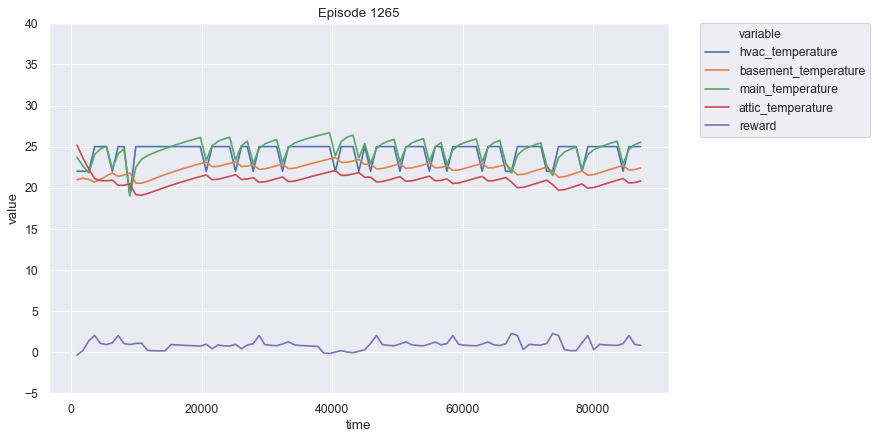 Episode 1265
40
35
30
25
20
15
10
5
0
−5
value
0 20000 40000 60000 80000
time
variable
hvac_temperature
basement_temperature
main_temperature
attic_temperature
reward